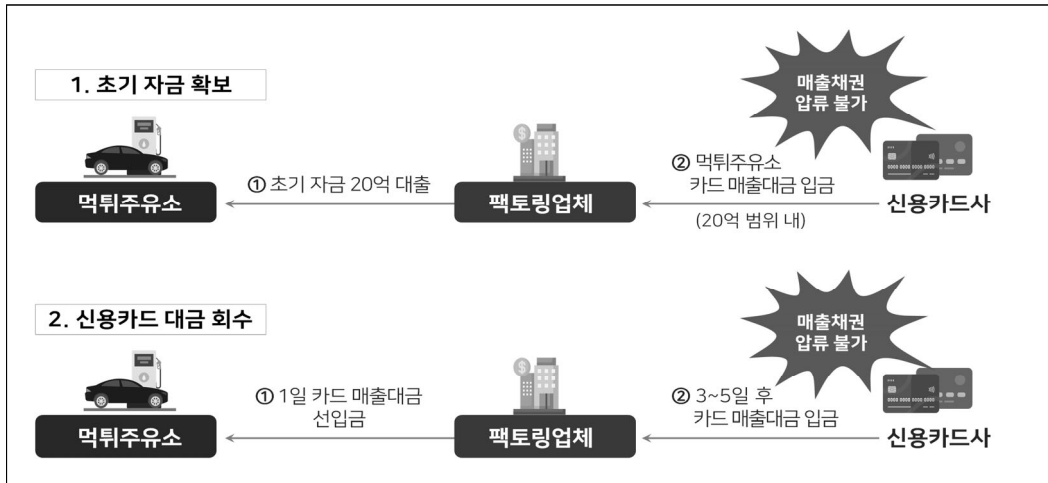 1. 초기 자금 확보
매출채권
압류 불가
① 초기 자금 20억 대출
② 먹튀주유소
카드 매출대금 입금
(20억 범위 내)
먹튀주유소
팩토링업체
신용카드사
2. 신용카드 대금 회수
매출채권
압류 불가
① 1일 카드 매출대금
선입금
② 3~5일 후
카드 매출대금 입금
먹튀주유소
팩토링업체
신용카드사